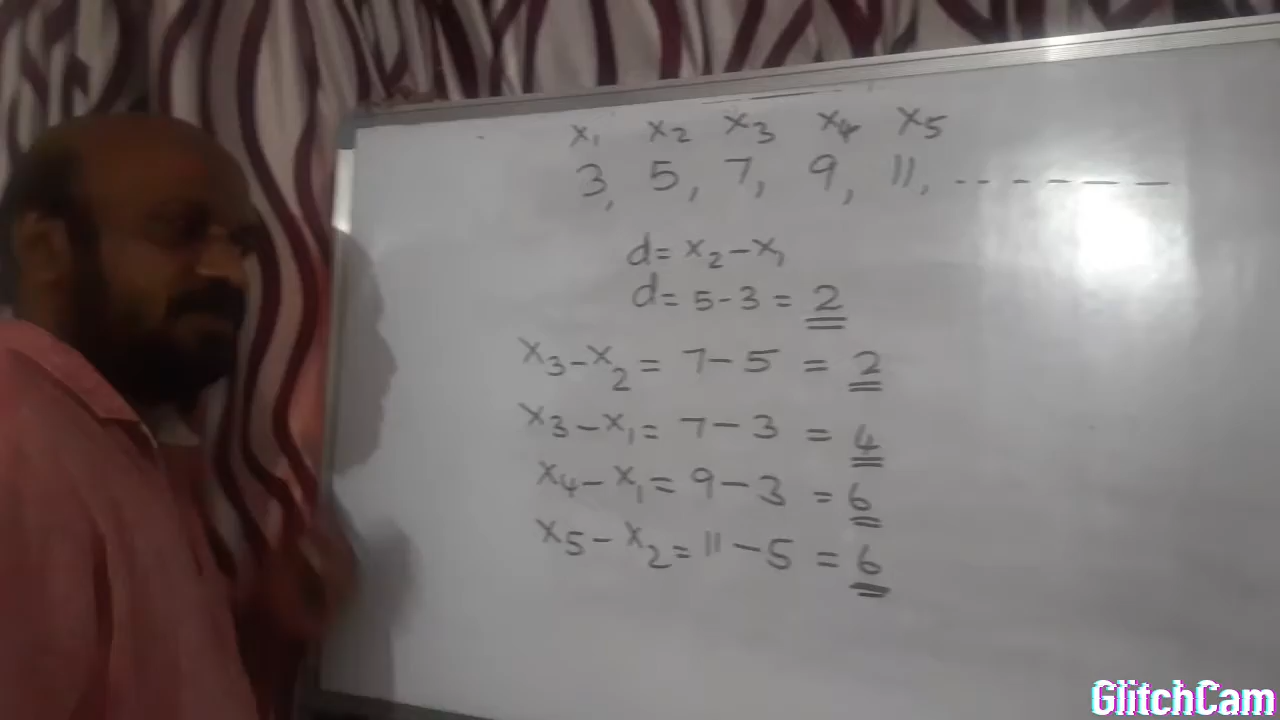 x₁ x₂ x₃ x₄ x₅
3, 5, 7, 9, 11, -------
d = x₂ - x₁
d = 5 - 3 = 2
x₃ - x₂ = 7 - 5 = 2
x₃ - x₁ = 7 - 3 = 4
x₄ - x₁ = 9 - 3 = 6
x₅ - x₂ = 11 - 5 = 6
GlitchCam